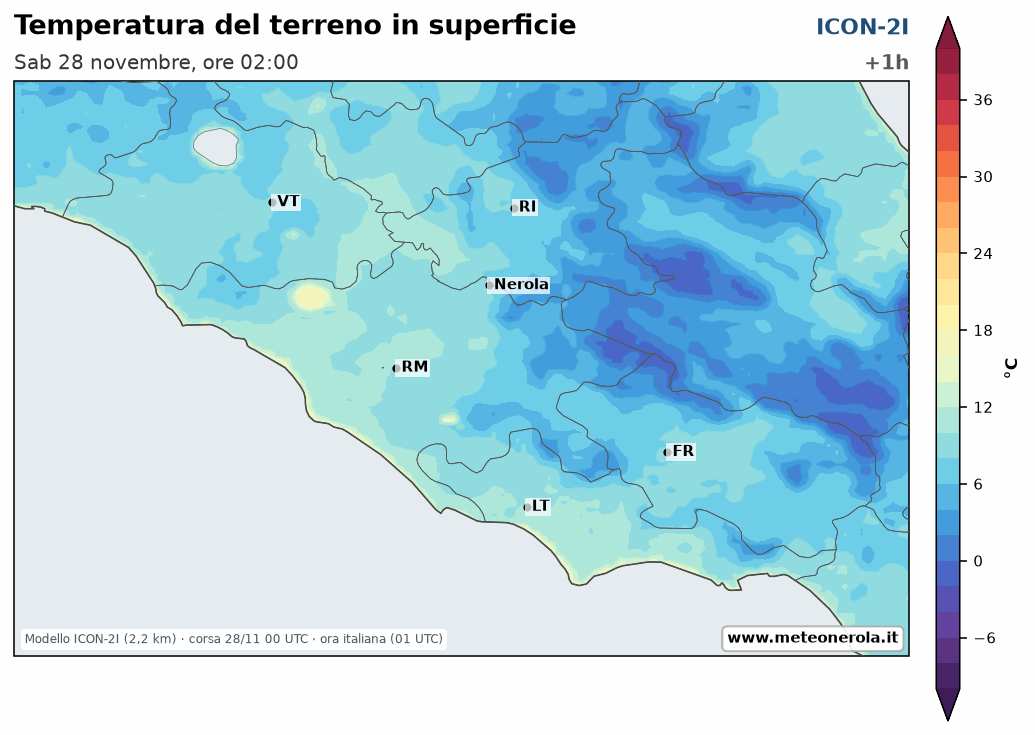 Temperatura del terreno in superficie
ICON-2I
Sab 28 novembre, ore 02:00
+1h
VT
RI
Nerola
RM
FR
LT
Modello ICON-2I (2,2 km) · corsa 28/11 00 UTC · ora italiana (01 UTC)
www.meteonerola.it
36
30
24
18
12
6
0
−6
°C